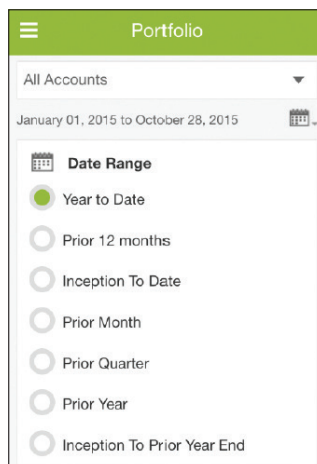 Portfolio
All Accounts
January 01, 2015 to October 28, 2015
Date Range
Year to Date
Prior 12 months
Inception To Date
Prior Month
Prior Quarter
Prior Year
Inception To Prior Year End